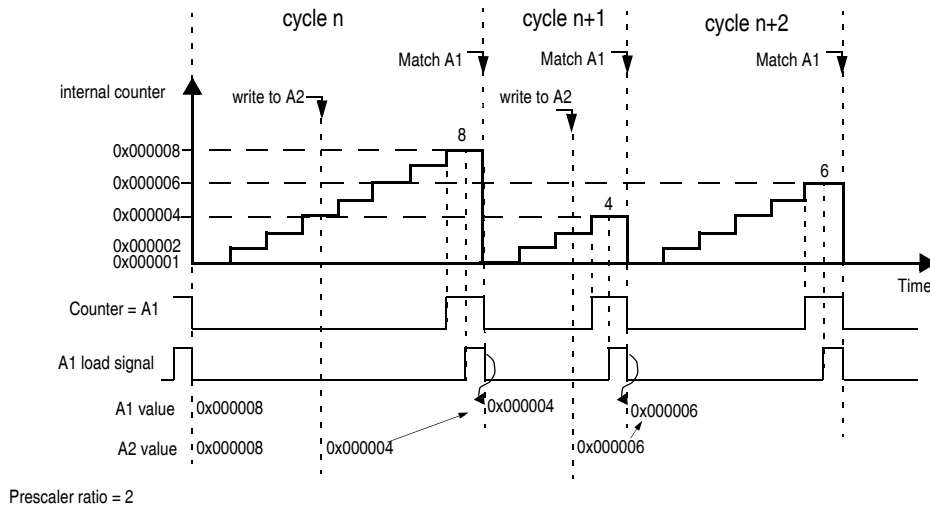 cycle n
cycle n+1
cycle n+2
Match A1
Match A1
Match A1
internal counter
write to A2
write to A2
0x000008
8
0x000006
6
0x000004
4
0x000002
0x000001
Time
Counter = A1
A1 load signal
A1 value
0x000008
0x000004
0x000006
A2 value
0x000008
0x000004
0x000006
Prescaler ratio = 2